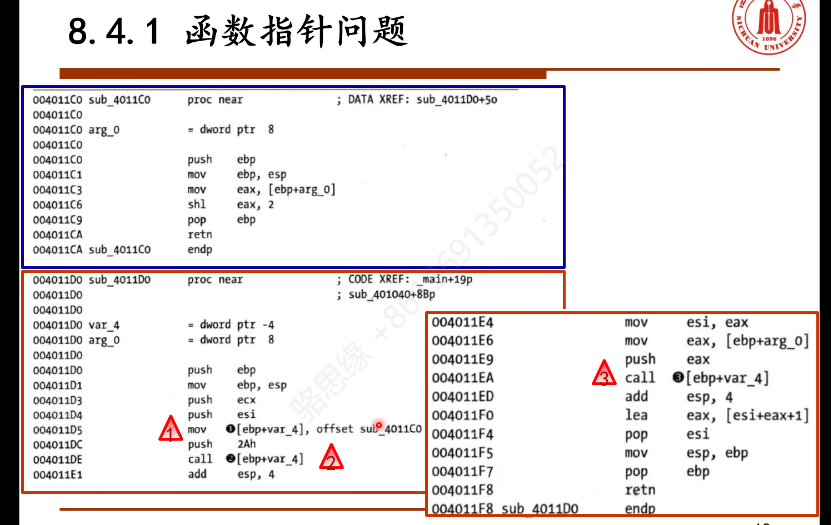 8.4.1 函数指针问题
SICHUAN UNIVERSITY
1896
004011C0 sub_4011C0 proc near ; DATA XREF: sub_4011D0+5o
004011C0
004011C0 arg_0 = dword ptr 8
004011C0
004011C0 push ebp
004011C1 mov ebp, esp
004011C3 mov eax, [ebp+arg_0]
004011C6 shl eax, 2
004011C9 pop ebp
004011CA retn
004011CA sub_4011C0 endp
004011D0 sub_4011D0 proc near ; CODE XREF: _main+19p
004011D0 ; sub_401040+8Bp
004011D0
004011D0 var_4 = dword ptr -4
004011D0 arg_0 = dword ptr 8
004011D0
004011D0 push ebp
004011D1 mov ebp, esp
004011D3 push ecx
004011D4 push esi
004011D5 1 mov ❶[ebp+var_4], offset sub_4011C0
004011DC push 2Ah
004011DE call ❷[ebp+var_4] 2
004011E1 add esp, 4
004011E4 mov esi, eax
004011E6 mov eax, [ebp+arg_0]
004011E9 push eax
004011EA 3 call ❸[ebp+var_4]
004011ED add esp, 4
004011F0 lea eax, [esi+eax+1]
004011F4 pop esi
004011F5 mov esp, ebp
004011F7 pop ebp
004011F8 retn
004011F8 sub_4011D0 endp